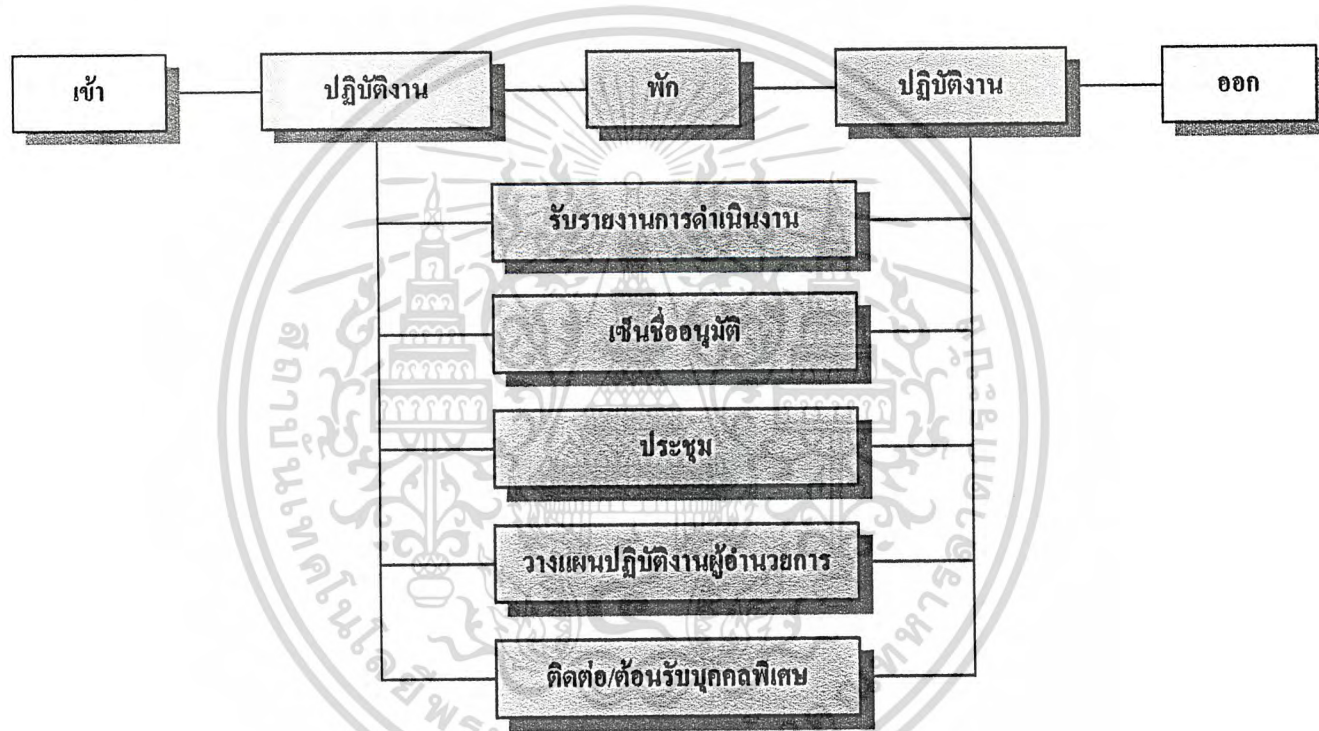 เข้า
ปฏิบัติงาน
พัก
ปฏิบัติงาน
ออก
รับรายงานการดำเนินงาน
เซ็นชื่ออนุมัติ
ประชุม
วางแผนปฏิบัติงานผู้อำนวยการ
ติดต่อ/ต้อนรับบุคคลพิเศษ